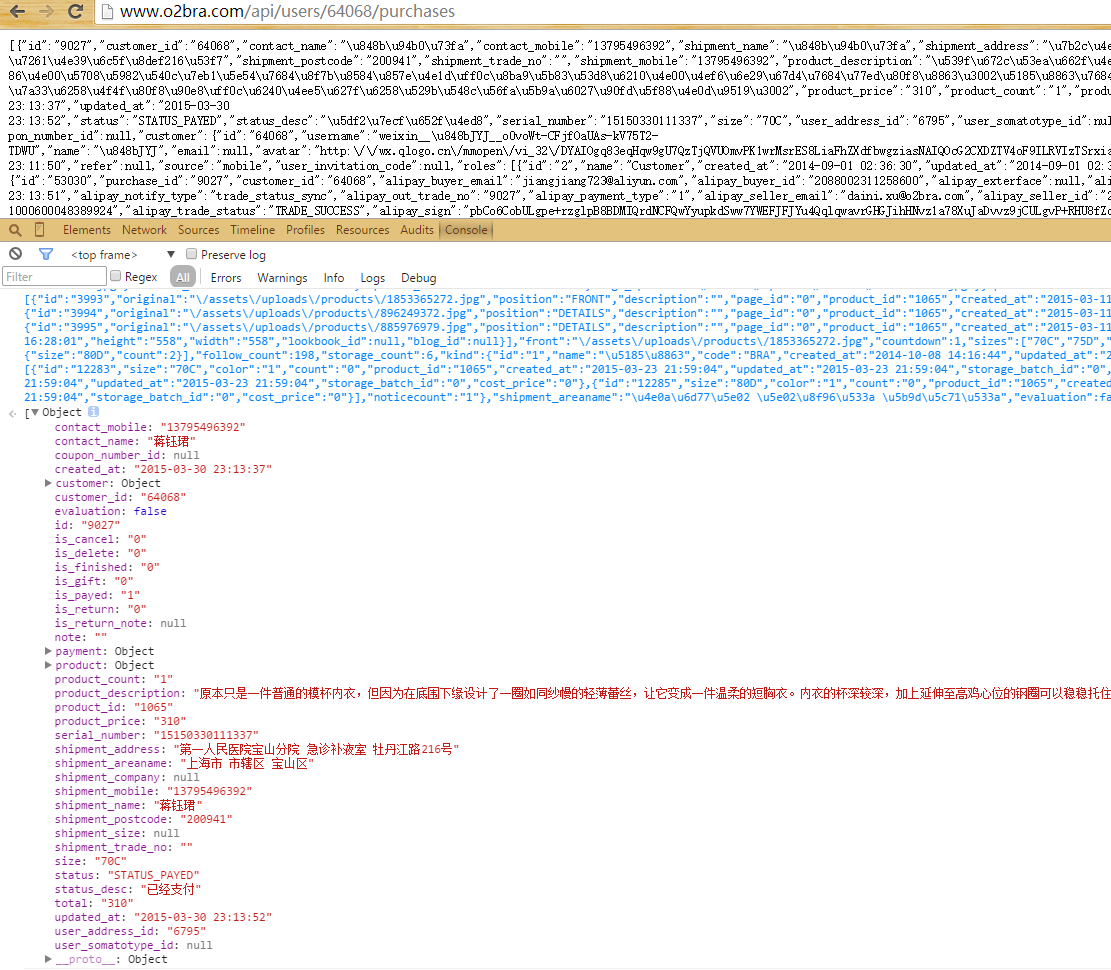 www.o2bra.com/api/users/64068/purchases
[{"id":"9027","customer_id":"64068","contact_name":"\u848b\u94b0\u73fa","contact_mobile":"13795496392","shipment_name":"\u848b\u94b0\u73fa","shipment_address":"\u7b2c\u4e
\u7261\u4e39\u6c5f\u8def216\u53f7","shipment_postcode":"200941","shipment_trade_no":"","shipment_mobile":"13795496392","product_description":"\u539f\u672c\u53ea\u662f\u4e
86\u4e00\u5708\u5982\u540c\u7eb1\u5e54\u7684\u8f7b\u8584\u857e\u4e1d\uff0c\u8ba9\u5b83\u53d8\u6210\u4e00\u4ef6\u6e29\u67d4\u7684\u77ed\u80f8\u8863\u3002\u5185\u8863\u7684
\u7a33\u6258\u4f4f\u80f8\u90e8\uff0c\u6240\u4ee5\u627f\u6258\u529b\u548c\u56fa\u5b9a\u6027\u90fd\u5f88\u4e0d\u9519\u3002","product_price":"310","product_count":"1","produ
23:13:37","updated_at":"2015-03-30
23:13:52","status":"STATUS_PAYED","status_desc":"\u5df2\u7ecf\u652f\u4ed8","serial_number":"15150330111337","size":"70C","user_address_id":"6795","user_somatotype_id":nul
pon_number_id":null,"customer":{"id":"64068","username":"weixin__\u848bJYJ__
TDWU","name":"\u848bJYJ","email":null,"avatar":"http:\/\/wx.qlogo.cn\/mmopen\/vi_32\/
23:11:50","refer":null,"source":"mobile","user_invitation_code":null,"roles":[{"id":"2","name":"Customer","created_at":"2014-09-01 02:36:30","updated_at":"2014-09-01 02:3
{"id":"53030","purchase_id":"9027","customer_id":"64068","alipay_buyer_email":"jiangjiang723@aliyun.com","alipay_buyer_id":"2088002311258600","alipay_exterface":null,"ali
23:13:51","alipay_notify_type":"trade_status_sync","alipay_out_trade_no":"9027","alipay_payment_type":"1","alipay_seller_email":"daini.xu@o2bra.com","alipay_seller_id":"2
1000600048389924","alipay_trade_status":"TRADE_SUCCESS","alipay_sign":
Elements Network Sources Timeline Profiles Resources Audits Console
<top frame> ▼ Preserve log
Filter Regex All Errors Warnings Info Logs Debug
[{"id":"3993","original":"\/assets\/uploads\/products\/1853365272.jpg","position":"FRONT","description":"","page_id":"0","product_id":"1065","created_at":"2015-03-11
{"id":"3994","original":"\/assets\/uploads\/products\/896249372.jpg","position":"DETAILS","description":"","page_id":"0","product_id":"1065","created_at":"2015-03-11
{"id":"3995","original":"\/assets\/uploads\/products\/885976979.jpg","position":"DETAILS","description":"","page_id":"0","product_id":"1065","created_at":"2015-03-11
16:28:01","height":"558","width":"558","lookbook_id":null,"blog_id":null}],"front":"\/assets\/uploads\/products\/1853365272.jpg","countdown":1,"sizes":["70C","75D",
{"size":"80D","count":2}],"follow_count":198,"storage_count":6,"kind":{"id":"1","name":"\u5185\u8863","code":"BRA","created_at":"2014-10-08 14:16:44","updated_at":"2
[{"id":"12283","size":"70C","color":"1","count":"0","product_id":"1065","created_at":"2015-03-23 21:59:04","updated_at":"2015-03-23 21:59:04","storage_batch_id":"0",
21:59:04","updated_at":"2015-03-23 21:59:04","storage_batch_id":"0","cost_price":"0"},{"id":"12285","size":"80D","color":"1","count":"0","product_id":"1065","created
21:59:04","storage_batch_id":"0","cost_price":"0"}],"noticecount":"1"},"shipment_areaname":"\u4e0a\u6d77\u5e02 \u5e02\u8f96\u533a \u5b9d\u5c71\u533a","evaluation":fa
[▼Object
contact_mobile: "13795496392"
contact_name: "蒋钰珺"
coupon_number_id: null
created_at: "2015-03-30 23:13:37"
▶customer: Object
customer_id: "64068"
evaluation: false
id: "9027"
is_cancel: "0"
is_delete: "0"
is_finished: "0"
is_gift: "0"
is_payed: "1"
is_return: "0"
is_return_note: null
note: ""
▶payment: Object
▶product: Object
product_count: "1"
product_description: "原本只是一件普通的模杯内衣，但因为在底围下缘设计了一圈如同纱幔的轻薄蕾丝，让它变成一件温柔的短胸衣。内衣的杯深较深，加上延伸至高鸡心位的钢圈可以稳稳托住
product_id: "1065"
product_price: "310"
serial_number: "15150330111337"
shipment_address: "第一人民医院宝山分院 急诊补液室 牡丹江路216号"
shipment_areaname: "上海市 市辖区 宝山区"
shipment_company: null
shipment_mobile: "13795496392"
shipment_name: "蒋钰珺"
shipment_postcode: "200941"
shipment_size: null
shipment_trade_no: ""
size: "70C"
status: "STATUS_PAYED"
status_desc: "已经支付"
total: "310"
updated_at: "2015-03-30 23:13:52"
user_address_id: "6795"
user_somatotype_id: null
▶__proto__: Object